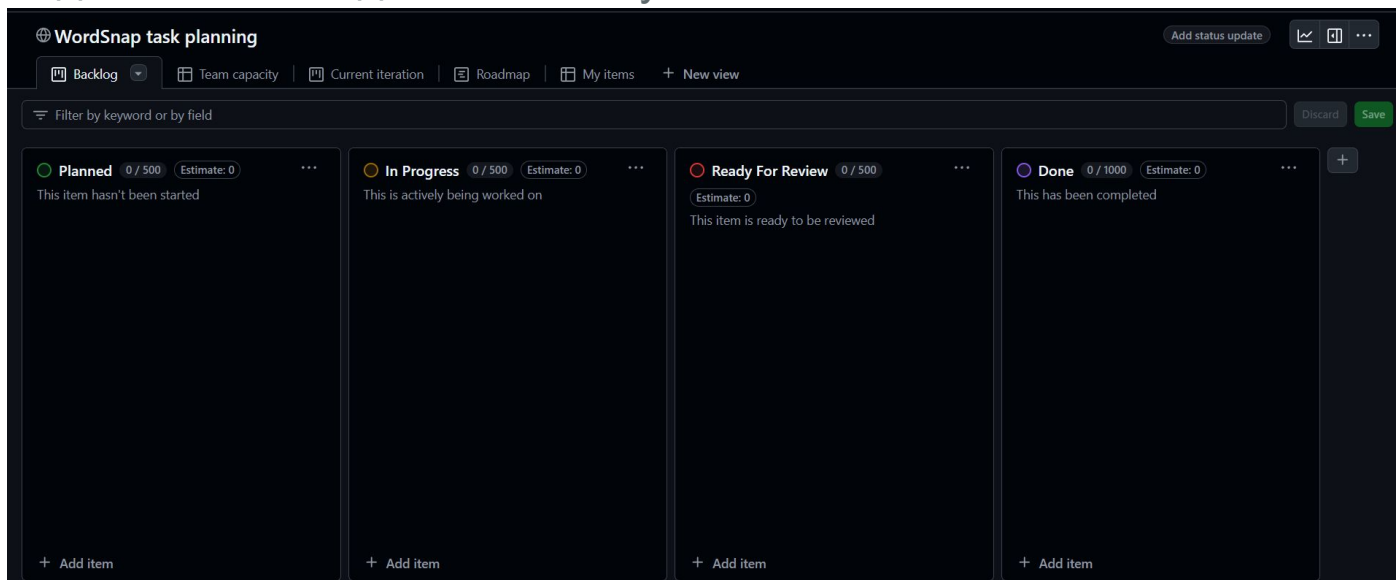 WordSnap task planning
Add status update
Backlog
Team capacity
Current iteration
Roadmap
My items
+ New view
Filter by keyword or by field
Discard
Save
Planned 0 / 500 Estimate: 0
This item hasn't been started
+ Add item
In Progress 0 / 500 Estimate: 0
This is actively being worked on
+ Add item
Ready For Review 0 / 500
Estimate: 0
This item is ready to be reviewed
+ Add item
Done 0 / 1000 Estimate: 0
This has been completed
+ Add item